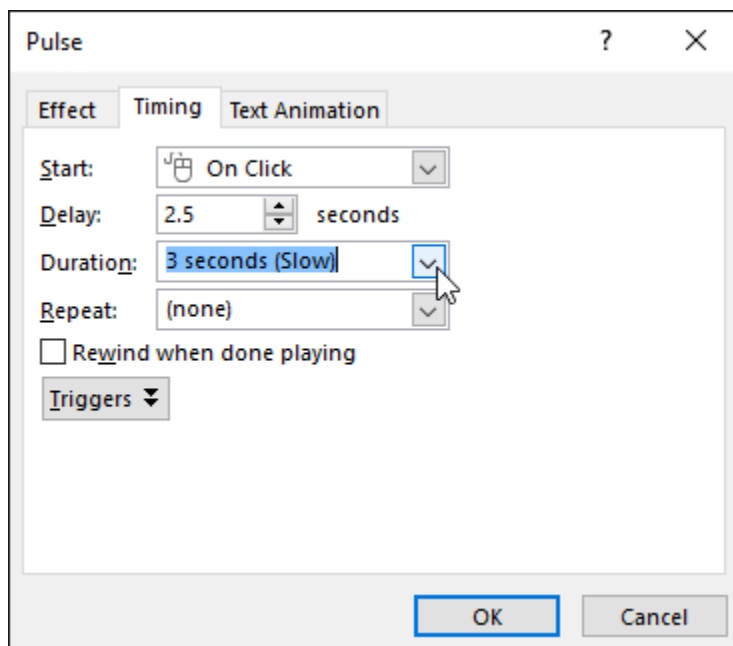 Pulse ?
Effect Timing Text Animation
Start: On Click
Delay: 2.5 seconds
Duration: 3 seconds (Slow)
Repeat: (none)
Rewind when done playing
Triggers
OK Cancel